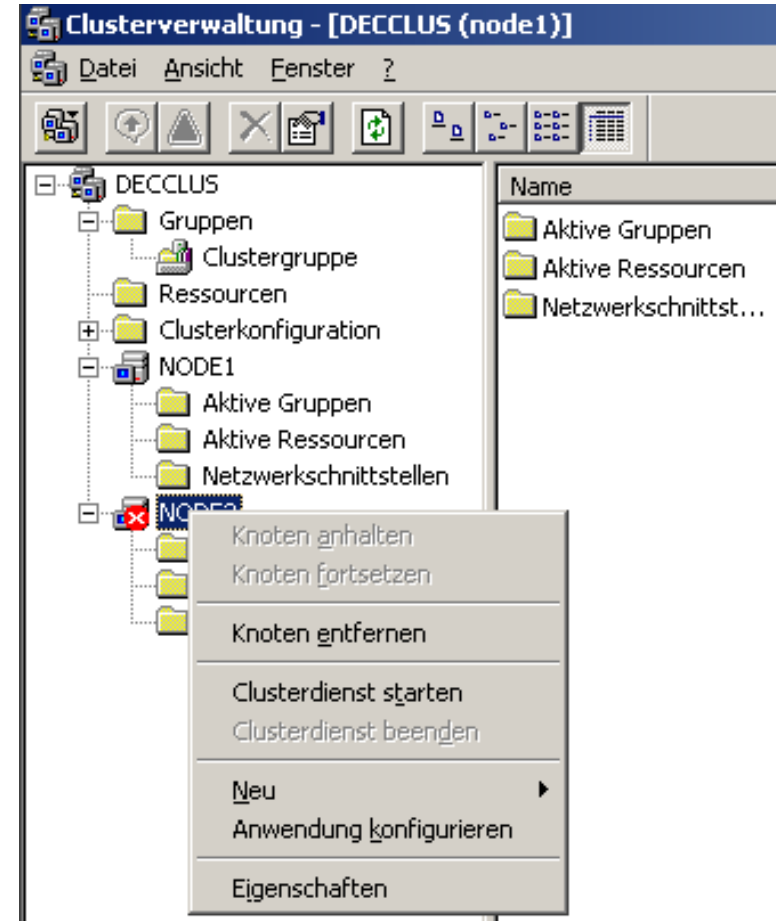 Clusterverwaltung - [DECCLUS (node1)]
Datei Ansicht Fenster ?
DECCLUS
Gruppen
Clustergruppe
Ressourcen
Clusterkonfiguration
NODE1
Aktive Gruppen
Aktive Ressourcen
Netzwerkschnittstellen
Name
Aktive Gruppen
Aktive Ressourcen
Netzwerkschnittst...
Knoten anhalten
Knoten fortsetzen
Knoten entfernen
Clusterdienst starten
Clusterdienst beenden
Neu
Anwendung konfigurieren
Eigenschaften